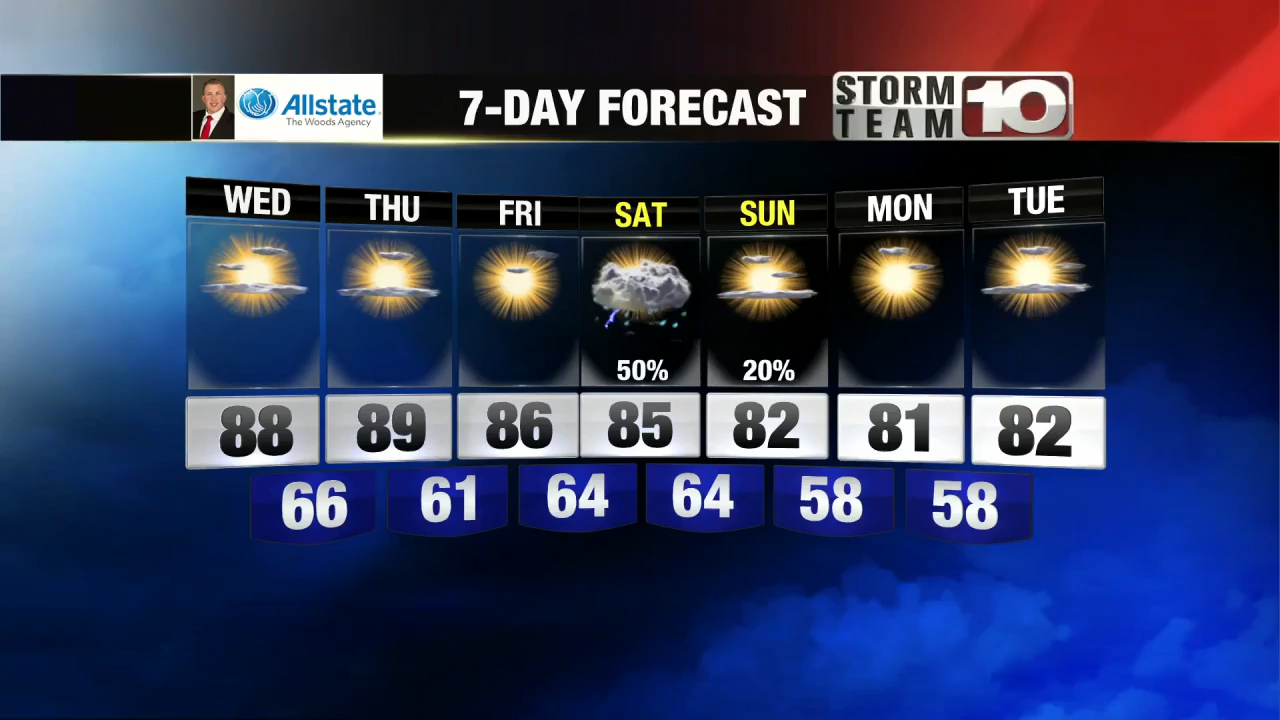 Allstate
The Woods Agency
7-DAY FORECAST
STORM TEAM 10
WED THU FRI SAT SUN MON TUE
50% 20%
88 89 86 85 82 81 82
66 61 64 64 58 58